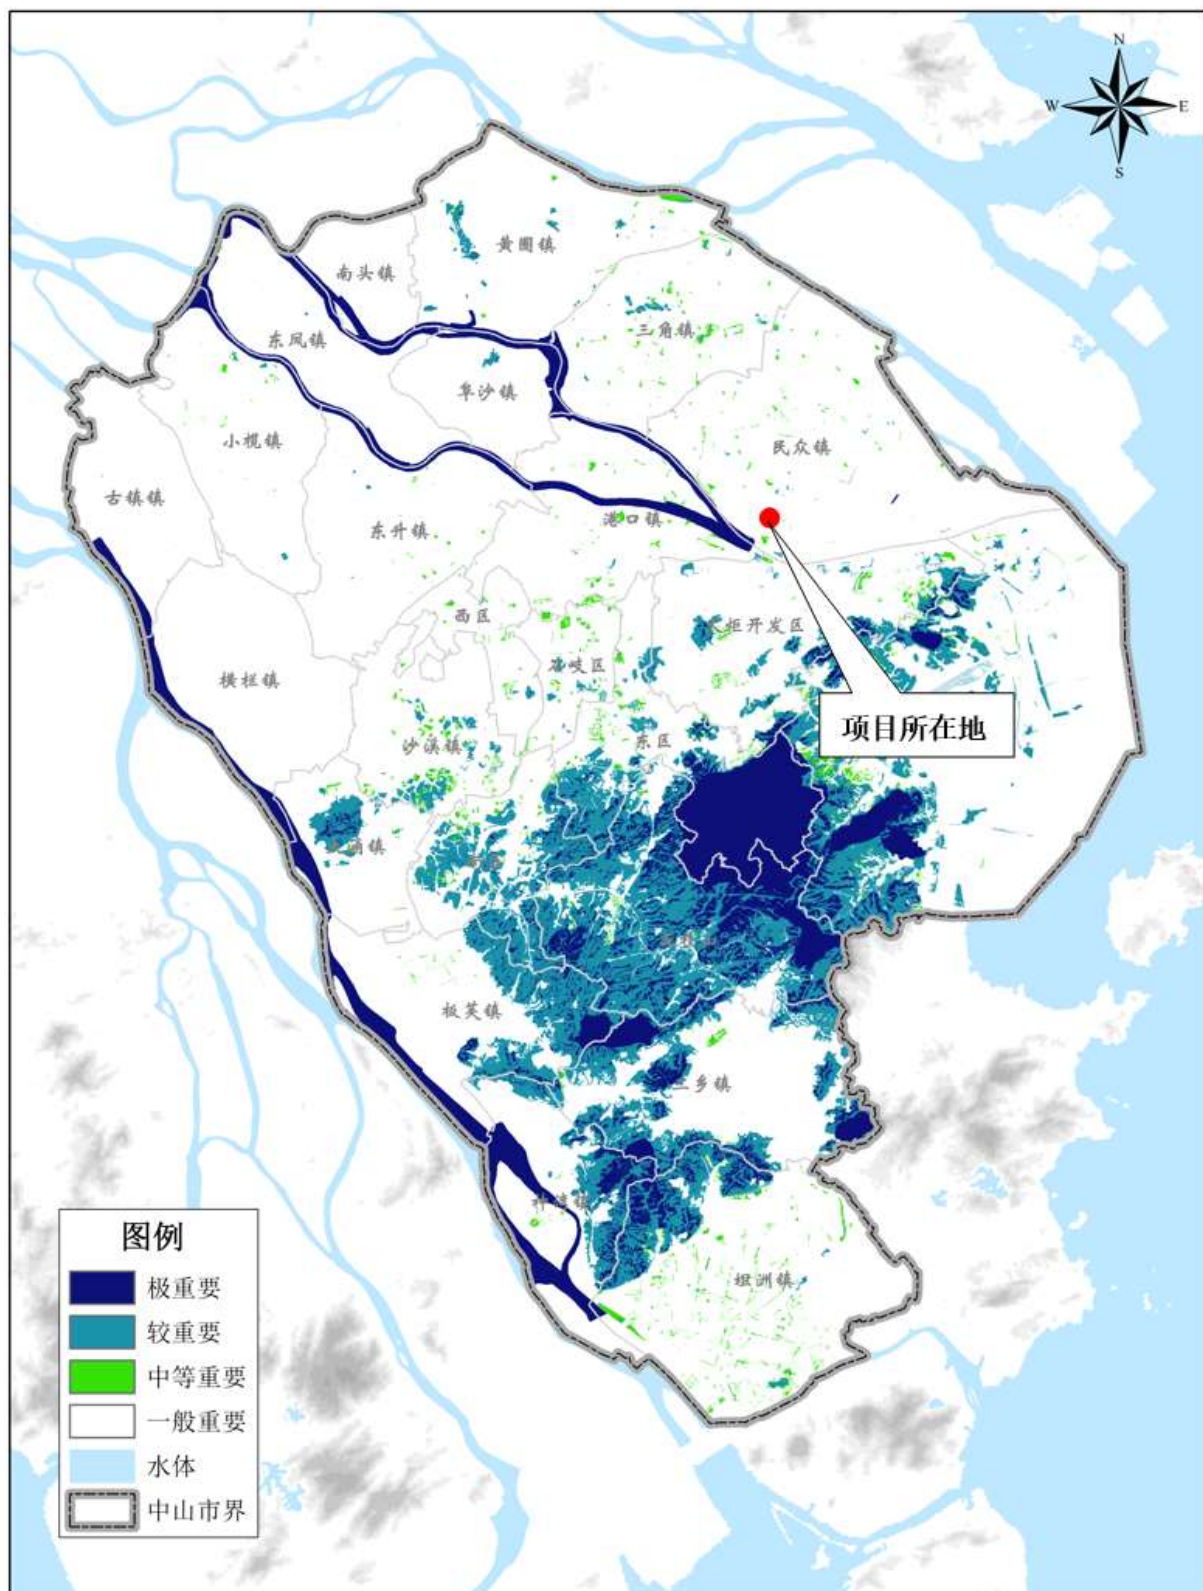 N
W
E
S
黄圃镇
南头镇
三角镇
东凤镇
阜沙镇
小榄镇
民众镇
古镇镇
港口镇
东升镇
西区
火炬开发区
石岐区
横栏镇
项目所在地
沙溪镇
东区
板芙镇
三乡镇
神湾镇
坦洲镇
图例
极重要
较重要
中等重要
一般重要
水体
中山市界